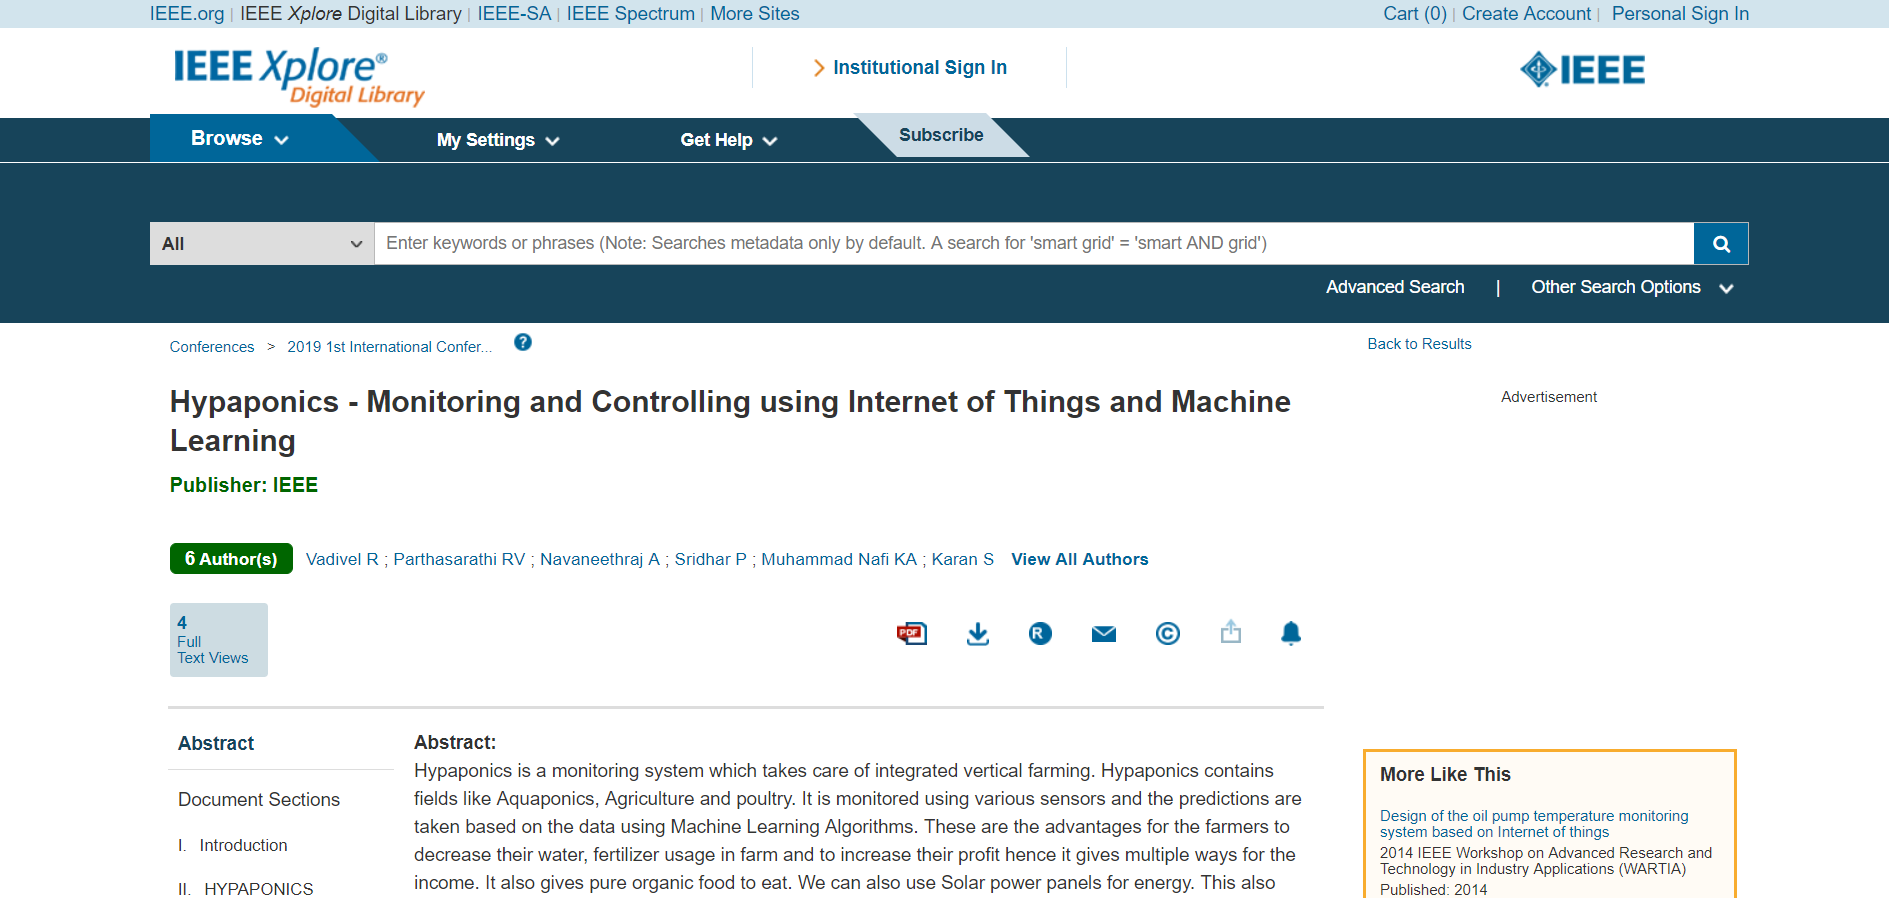 IEEE.org | IEEE Xplore Digital Library | IEEE-SA | IEEE Spectrum | More Sites
Cart (0) | Create Account | Personal Sign In
IEEE Xplore®
Digital Library
Institutional Sign In
IEEE
Browse
My Settings
Get Help
Subscribe
All
Enter keywords or phrases (Note: Searches metadata only by default. A search for 'smart grid' = 'smart AND grid')
Advanced Search | Other Search Options
Conferences > 2019 1st International Confer... ?
Back to Results
Hypaponics - Monitoring and Controlling using Internet of Things and Machine
Learning
Advertisement
Publisher: IEEE
6 Author(s) Vadivel R ; Parthasarathi RV ; Navaneethraj A ; Sridhar P ; Muhammad Nafi KA ; Karan S View All Authors
4
Full
Text Views
PDF
R
©
Abstract
Document Sections
I. Introduction
II. HYPAPONICS
Abstract:
Hypaponics is a monitoring system which takes care of integrated vertical farming. Hypaponics contains
fields like Aquaponics, Agriculture and poultry. It is monitored using various sensors and the predictions are
taken based on the data using Machine Learning Algorithms. These are the advantages for the farmers to
decrease their water, fertilizer usage in farm and to increase their profit hence it gives multiple ways for the
income. It also gives pure organic food to eat. We can also use Solar power panels for energy. This also
More Like This
Design of the oil pump temperature monitoring
system based on Internet of things
2014 IEEE Workshop on Advanced Research and
Technology in Industry Applications (WARTIA)
Published: 2014